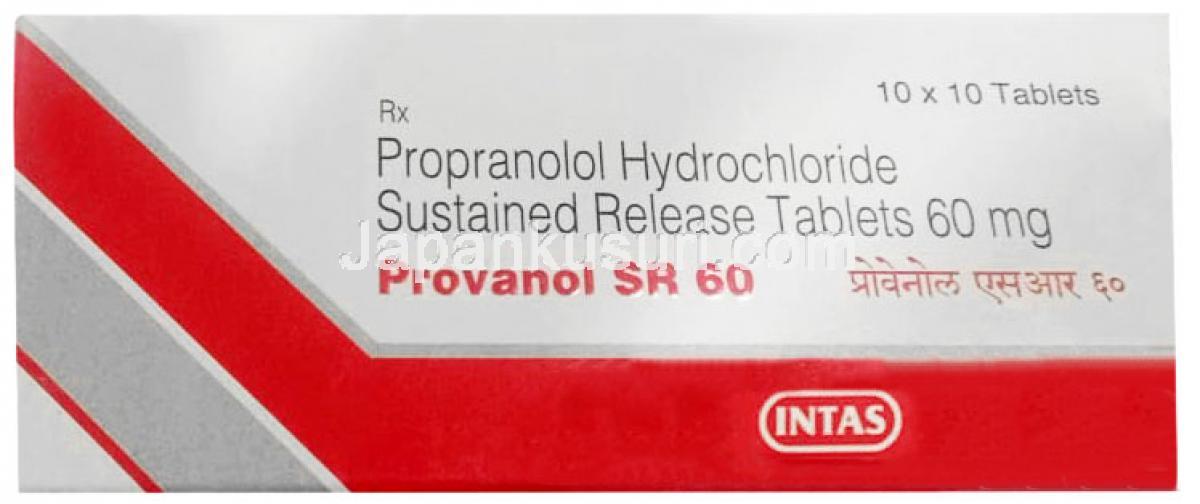 10 x 10 Tablets
Rx
Propranolol Hydrochloride
Sustained Release Tablets 60 mg
Japankusuri.com
Provanol SR 60 प्रोवेनोल एसआर ६०
INTAS